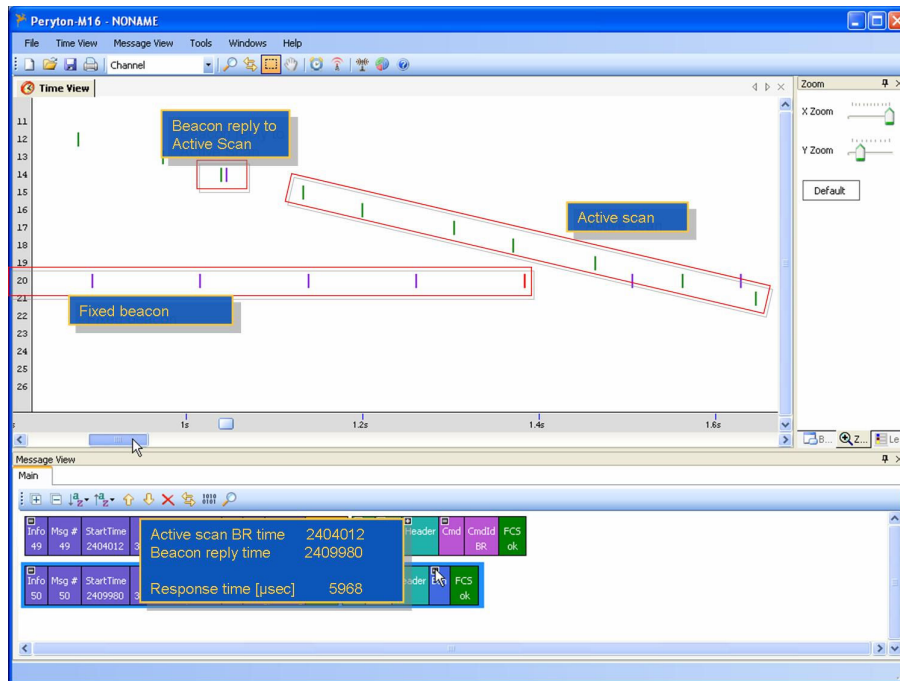 Peryton-M16 - NONAME
File Time View Message View Tools Windows Help
Channel
Time View
Zoom
X Zoom
Y Zoom
Default
11
12
13
14
15
16
17
18
19
20
21
22
23
24
25
26
Beacon reply to
Active Scan
Active scan
Fixed beacon
1s 1.2s 1.4s 1.6s
B... Z... Le
Message View
Main
Info Msg # StartTime Header Cmd CmdId FCS
49 49 2404012 BR ok
Info Msg # StartTime FCS
50 50 2409980 ok
Active scan BR time 2404012
Beacon reply time 2409980
Response time [µsec] 5968